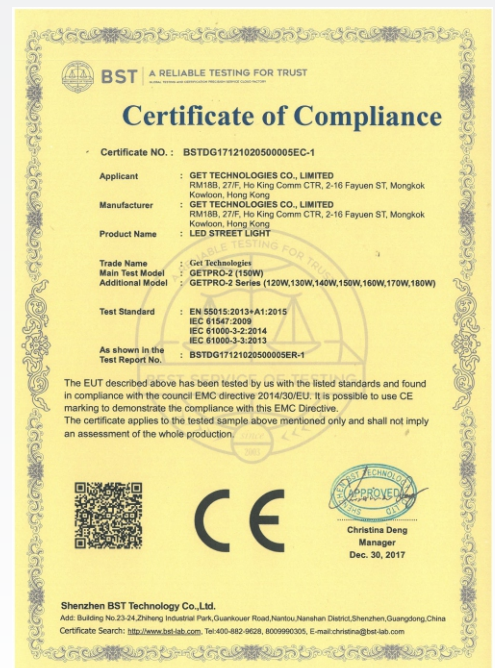 BST A RELIABLE TESTING FOR TRUST
Certificate of Compliance
Certificate NO. : BSTDG17121020500005EC-1
Applicant : GET TECHNOLOGIES CO., LIMITED
RM18B, 27/F, Ho King Comm CTR, 2-16 Fayuen ST, Mongkok
Kowloon, Hong Kong
Manufacturer : GET TECHNOLOGIES CO., LIMITED
RM18B, 27/F, Ho King Comm CTR, 2-16 Fayuen ST, Mongkok
Kowloon, Hong Kong
Product Name : LED STREET LIGHT
Trade Name : Get Technologies
Main Test Model : GETPRO-2 (150W)
Additional Model : GETPRO-2 Series (120W,130W,140W,150W,160W,170W,180W)
Test Standard : EN 55015:2013+A1:2015
IEC 61547:2009
IEC 61000-3-2:2014
IEC 61000-3-3:2013
As shown in the
Test Report No. : BSTDG17121020500005ER-1
The EUT described above has been tested by us with the listed standards and found
in compliance with the council EMC directive 2014/30/EU. It is possible to use CE
marking to demonstrate the compliance with this EMC Directive.
The certificate applies to the tested sample above mentioned only and shall not imply
an assessment of the whole production.
CE
APPROVED
Christina Deng
Manager
Dec. 30, 2017
Shenzhen BST Technology Co.,Ltd.
Add: Building No.23-24,Zhiheng Industrial Park,Guankouer Road,Nantou,Nanshan District,Shenzhen,Guangdong,China
Certificate Search: http://www.bst-lab.com, Tel:400-882-9628, 8009990305, E-mail:christina@bst-lab.com